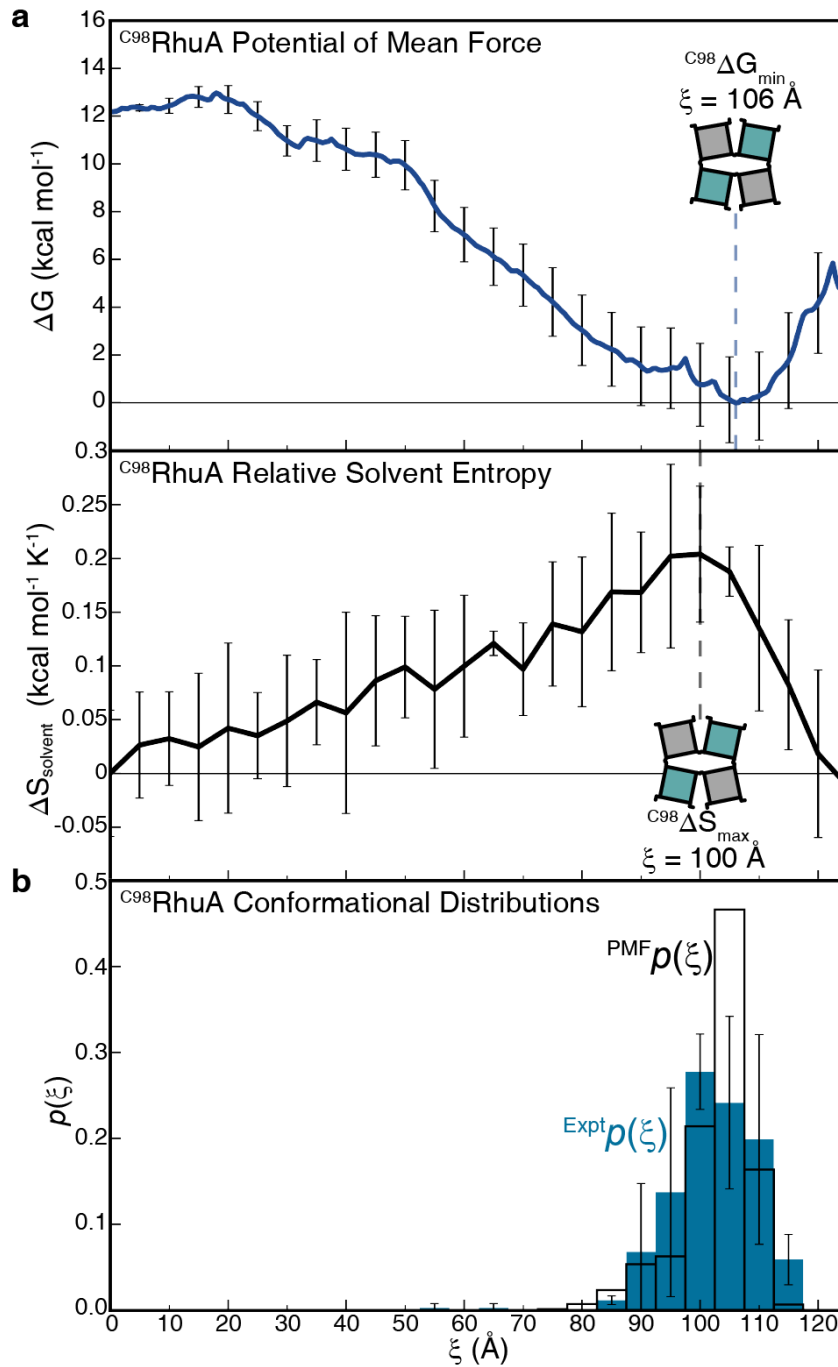 a
C98RhuA Potential of Mean Force
C98ΔGmin
ξ = 106 Å
ΔG (kcal mol-1)
16
14
12
10
8
6
4
2
0
C98RhuA Relative Solvent Entropy
ΔSsolvent (kcal mol-1 K-1)
0.3
0.25
0.20
0.15
0.1
0.05
0
-0.05
C98ΔSmax
ξ = 100 Å
b
C98RhuA Conformational Distributions
PMFp(ξ)
Exptp(ξ)
p(ξ)
0.5
0.4
0.3
0.2
0.1
0.0
0 10 20 30 40 50 60 70 80 90 100 110 120
ξ (Å)